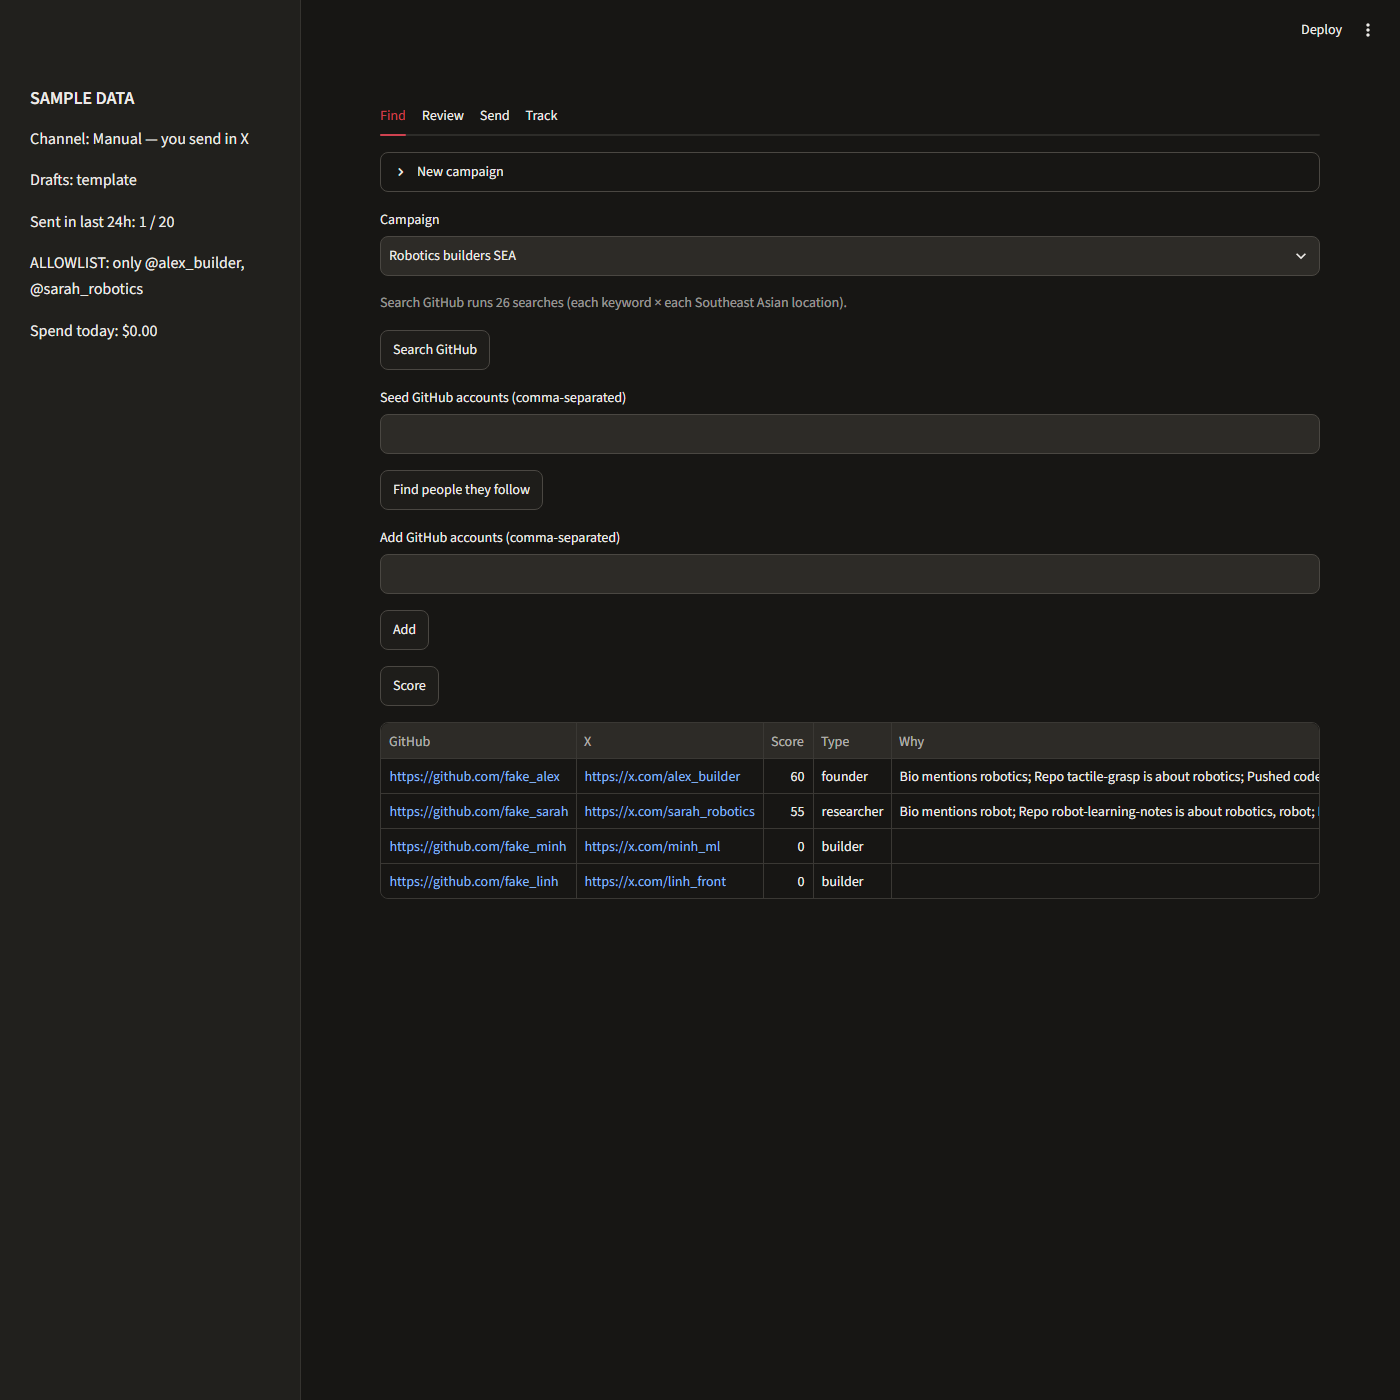 Deploy
SAMPLE DATA
Channel: Manual — you send in X
Drafts: template
Sent in last 24h: 1 / 20
ALLOWLIST: only @alex_builder,
@sarah_robotics
Spend today: $0.00
Find Review Send Track
New campaign
Campaign
Robotics builders SEA
Search GitHub runs 26 searches (each keyword × each Southeast Asian location).
Search GitHub
Seed GitHub accounts (comma-separated)
Find people they follow
Add GitHub accounts (comma-separated)
Add
Score
GitHub X Score Type Why
https://github.com/fake_alex https://x.com/alex_builder 60 founder Bio mentions robotics; Repo tactile-grasp is about robotics; Pushed code
https://github.com/fake_sarah https://x.com/sarah_robotics 55 researcher Bio mentions robot; Repo robot-learning-notes is about robotics, robot;
https://github.com/fake_minh https://x.com/minh_ml 0 builder
https://github.com/fake_linh https://x.com/linh_front 0 builder